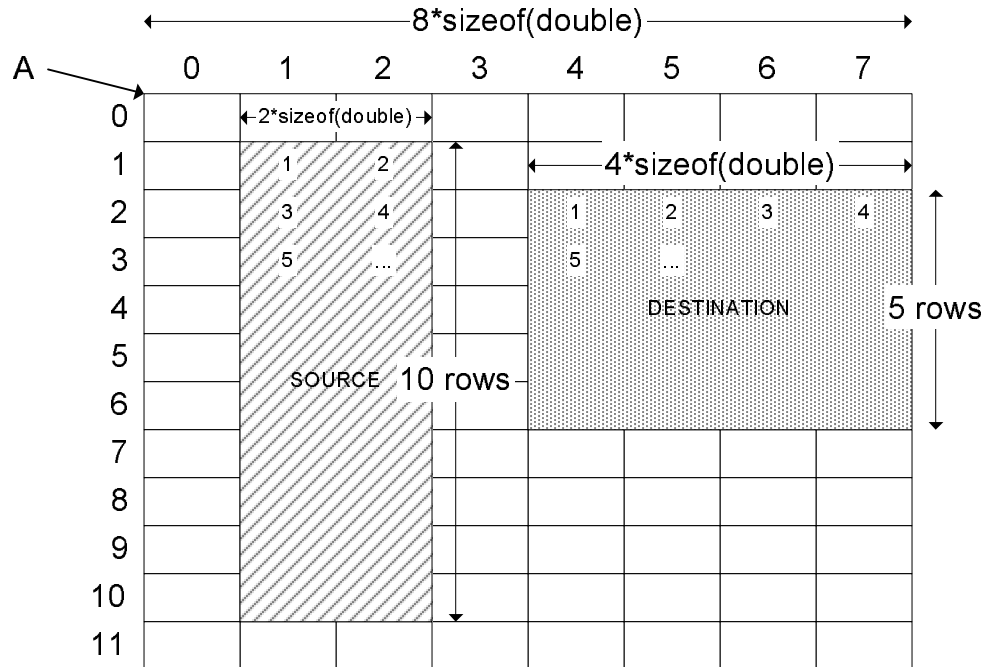 8*sizeof(double)
A 0 1 2 3 4 5 6 7
0 2*sizeof(double)
1 1 2 4*sizeof(double)
2 3 4 1 2 3 4
3 5 ... 5 ...
4 DESTINATION 5 rows
5
SOURCE 10 rows
6
7
8
9
10
11